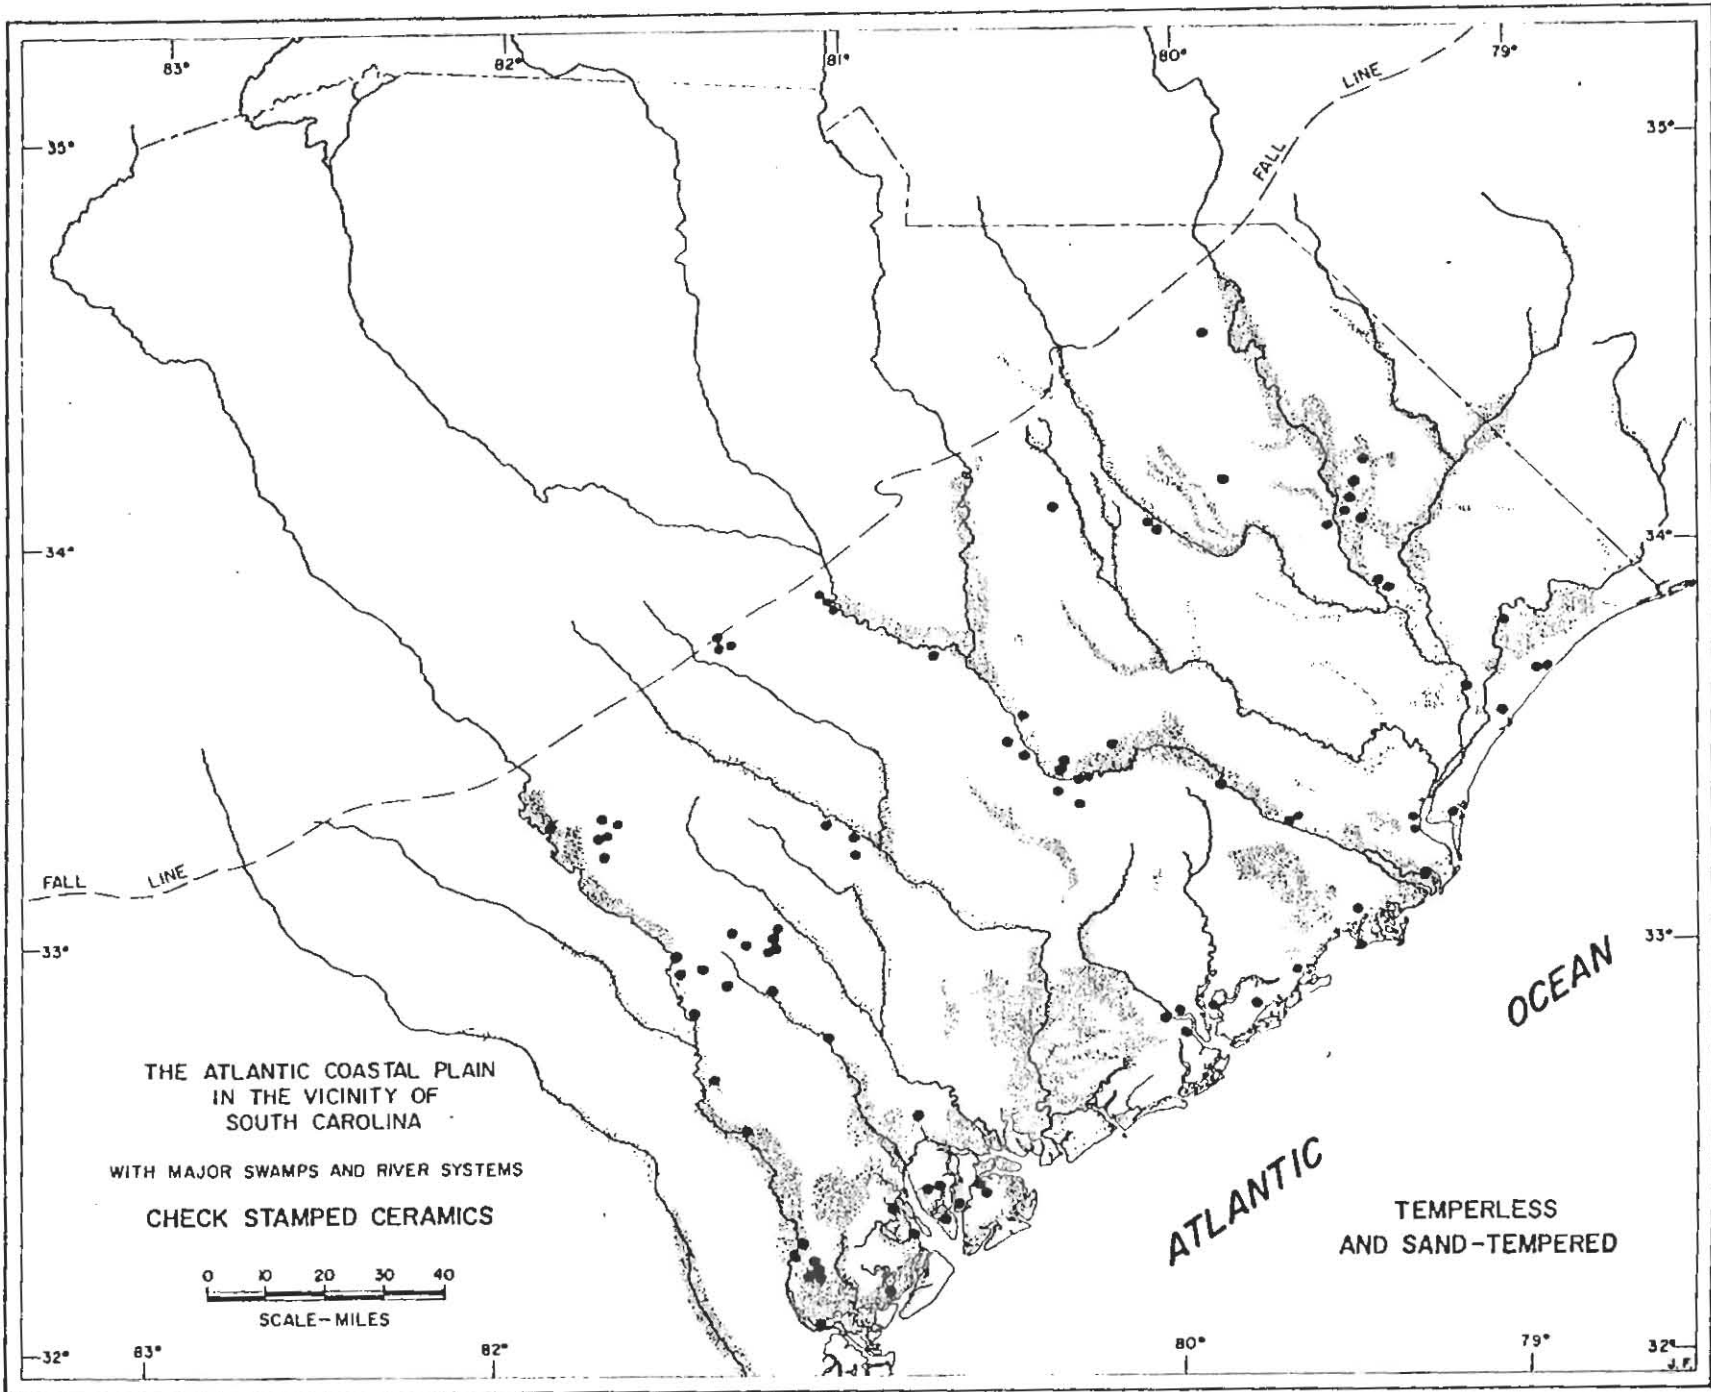 83°
82°
81°
80°
79°
LINE
FALL
35°
35°
34°
34°
FALL
LINE
33°
33°
OCEAN
ATLANTIC
THE ATLANTIC COASTAL PLAIN
IN THE VICINITY OF
SOUTH CAROLINA
WITH MAJOR SWAMPS AND RIVER SYSTEMS
CHECK STAMPED CERAMICS
0 10 20 30 40
SCALE-MILES
TEMPERLESS
AND SAND-TEMPERED
32°
83°
82°
80°
79°
32°
J.F.